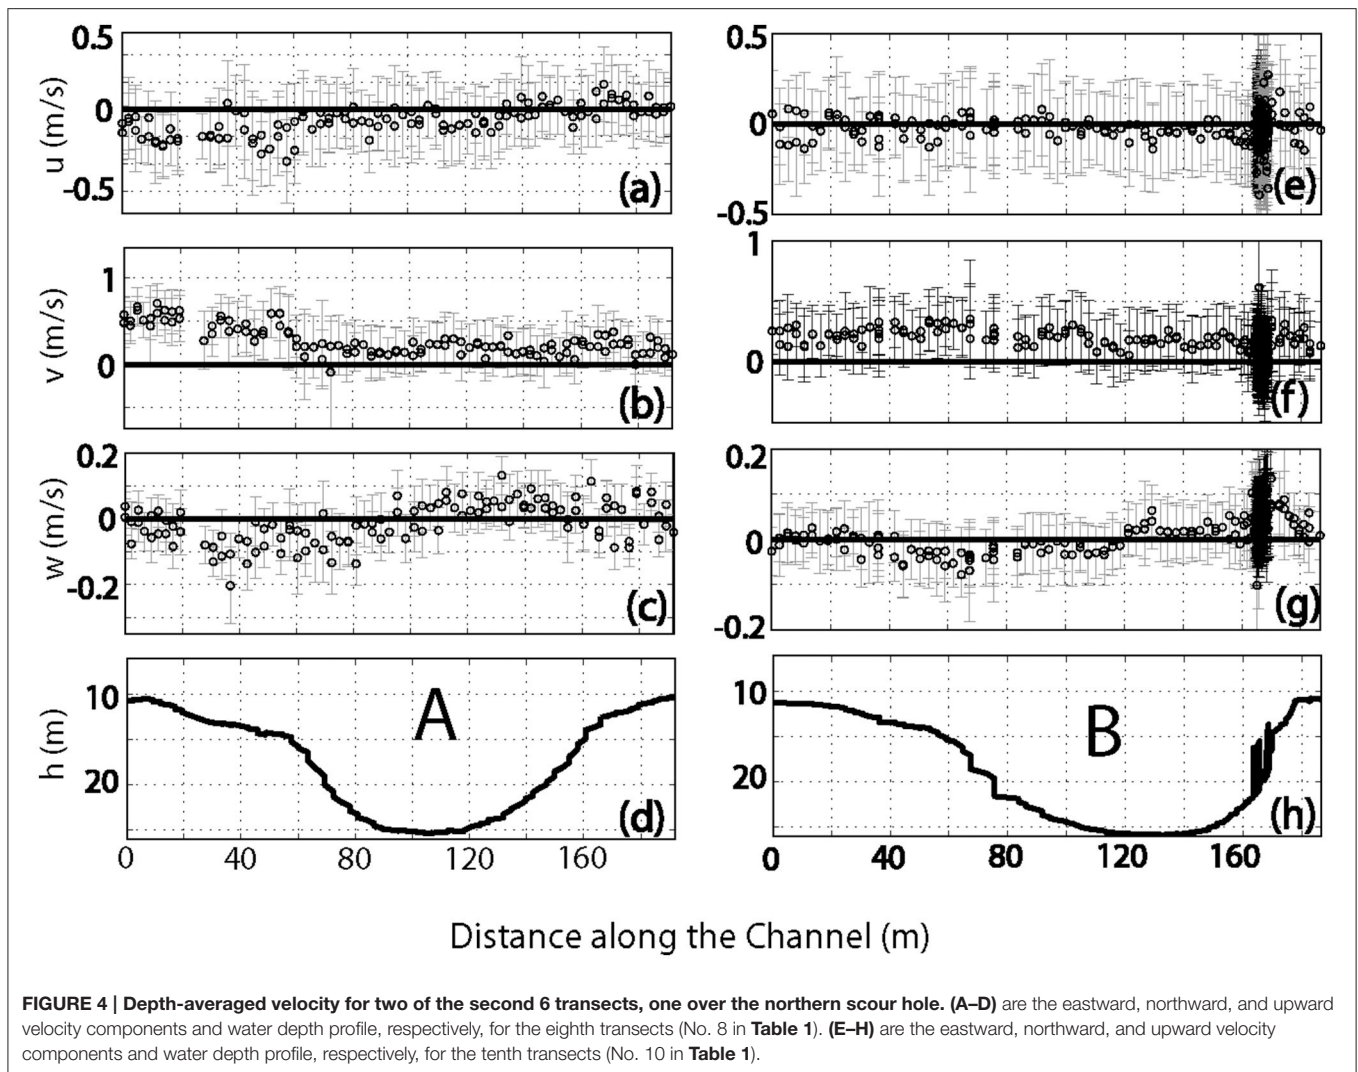 0.5
u (m/s)
0
-0.5
(a)
1
v (m/s)
0
(b)
0.2
w (m/s)
0
-0.2
(c)
10
h (m)
20
A
(d)
0 40 80 120 160
0.5
0
-0.5
(e)
1
0
(f)
0.2
0
-0.2
(g)
10
20
B
(h)
0 40 80 120 160
Distance along the Channel (m)
FIGURE 4 | Depth-averaged velocity for two of the second 6 transects, one over the northern scour hole. (A–D) are the eastward, northward, and upward
velocity components and water depth profile, respectively, for the eighth transects (No. 8 in Table 1). (E–H) are the eastward, northward, and upward velocity
components and water depth profile, respectively, for the tenth transects (No. 10 in Table 1).